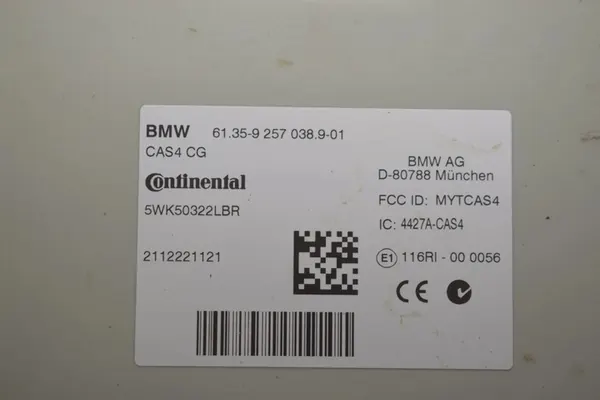 BMW 61.35-9 257 038.9-01
CAS4 CG
Continental
5WK50322LBR
2112221121
BMW AG
D-80788 München
FCC ID: MYTCAS4
IC: 4427A-CAS4
E1 116RI - 00 0056
CE